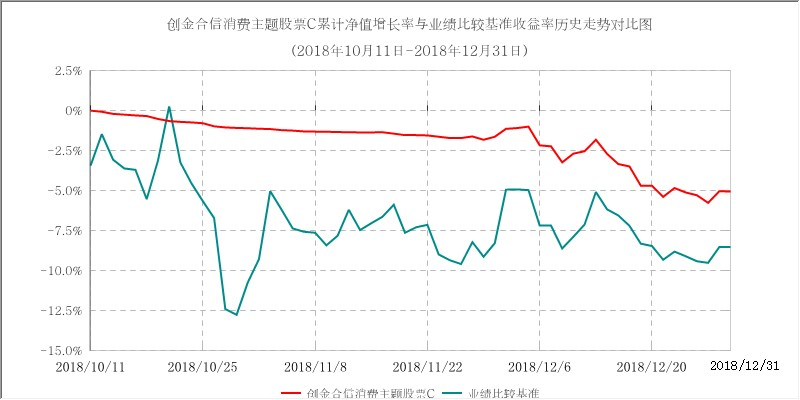 创金合信消费主题股票C累计净值增长率与业绩比较基准收益率历史走势对比图
(2018年10月11日-2018年12月31日)
2.5%
0%
-2.5%
-5.0%
-7.5%
-10.0%
-12.5%
-15.0%
2018/10/11 2018/10/25 2018/11/8 2018/11/22 2018/12/6 2018/12/20 2018/12/31
创金合信消费主题股票C 业绩比较基准